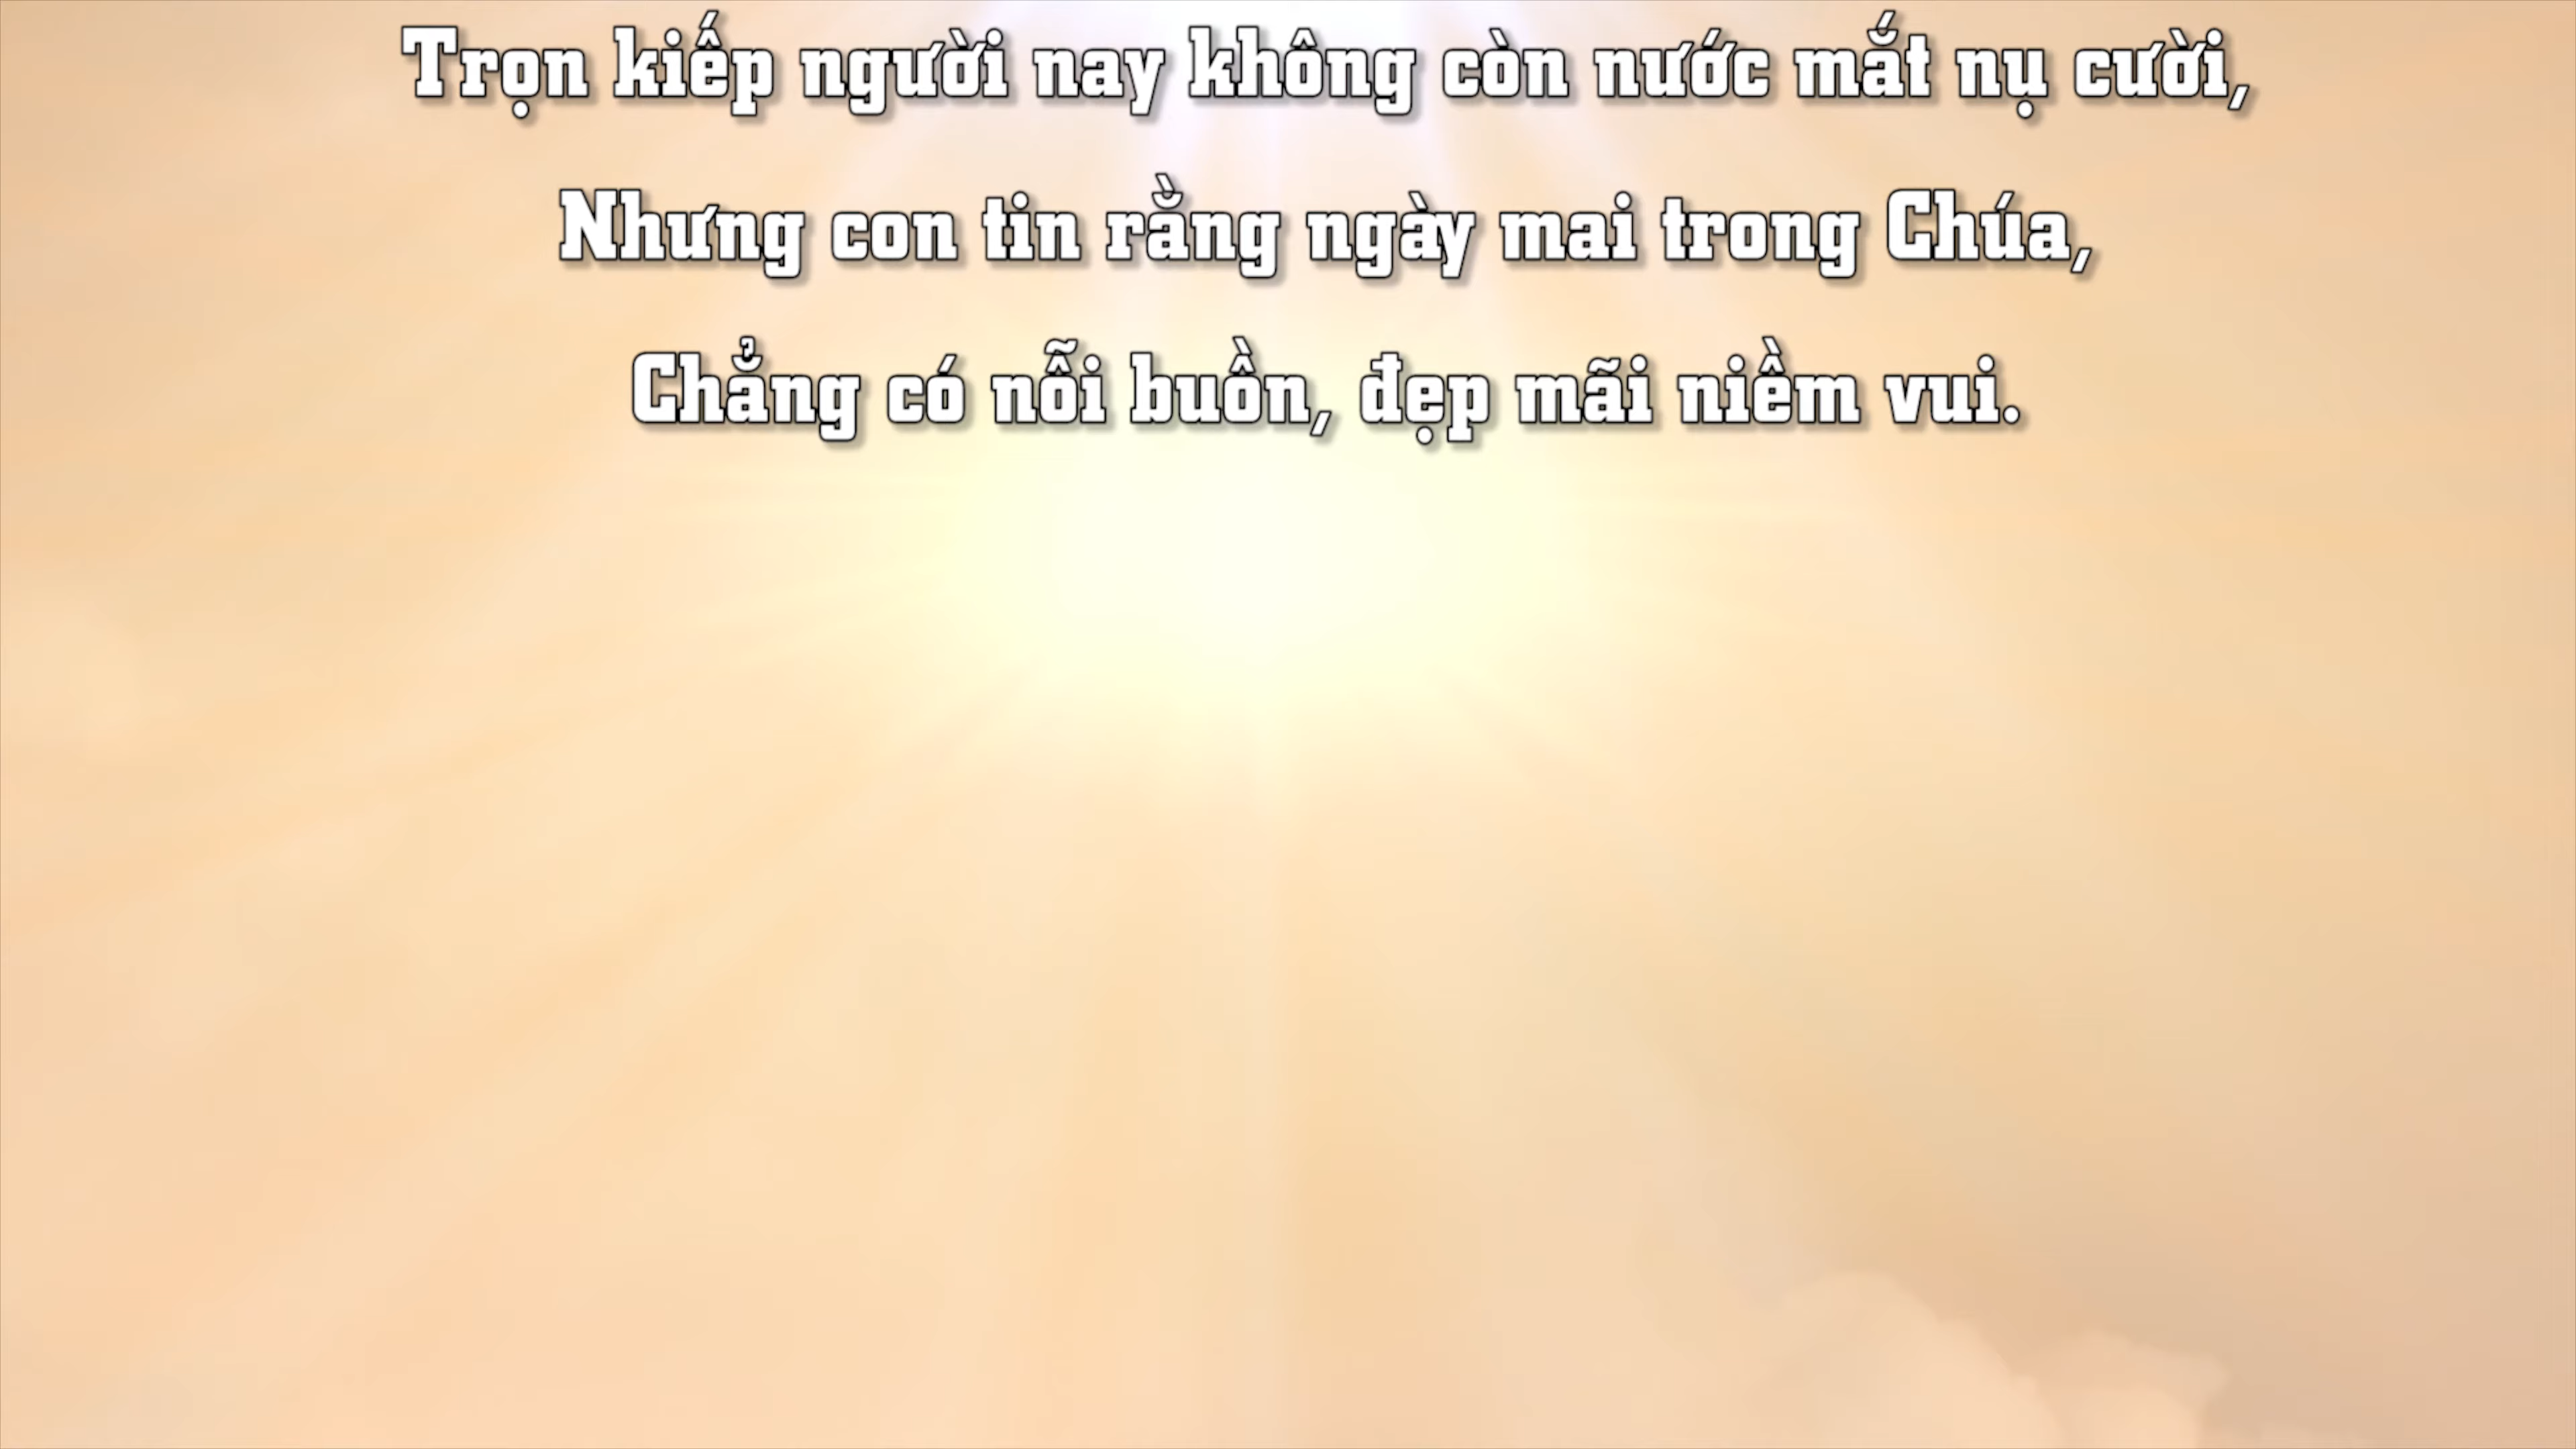 Trọn kiếp người nay không còn nước mắt nụ cười,
Nhưng con tin rằng ngày mai trong Chúa,
Chẳng có nỗi buồn, đẹp mãi niềm vui.